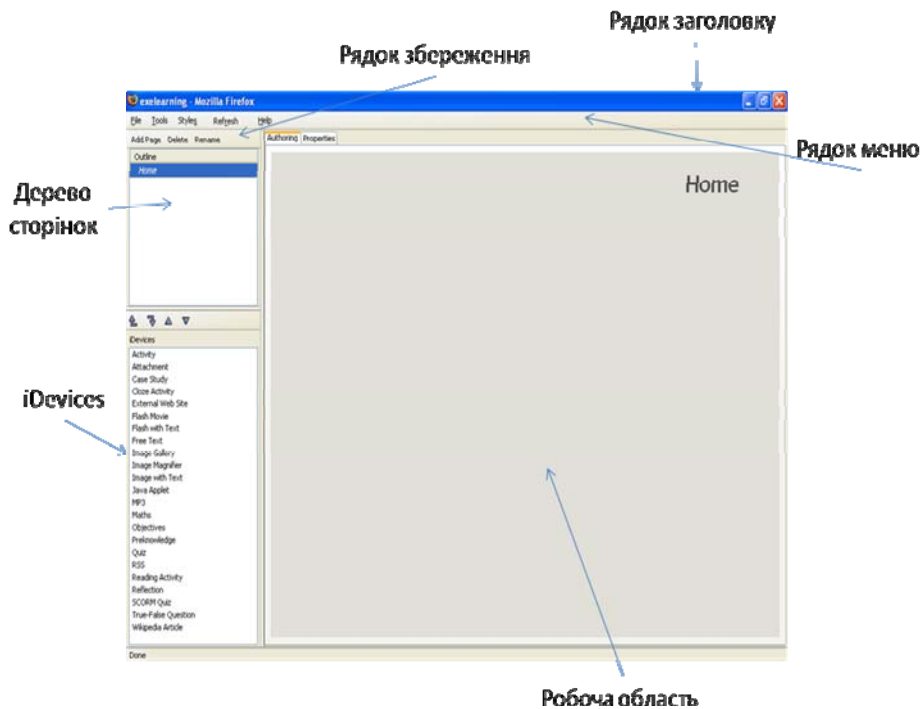 Рядок заголовку
Рядок збереження
exelearning - Mozilla Firefox
File Tools Styles Refresh Help
Рядок меню
Add Page Delete Rename
Authoring Properties
Outline
Home
Home
Дерево
сторінок
iDevices
Activity
Attachment
Case Study
Cloze Activity
External Web Site
Flash Movie
Flash with Text
Free Text
iDevices
Image Gallery
Image Magnifier
Image with Text
Java Applet
MP3
Maths
Objectives
Preknowledge
Quiz
RSS
Reading Activity
Reflection
SCORM Quiz
True-False Question
Wikipedia Article
Done
Робоча область